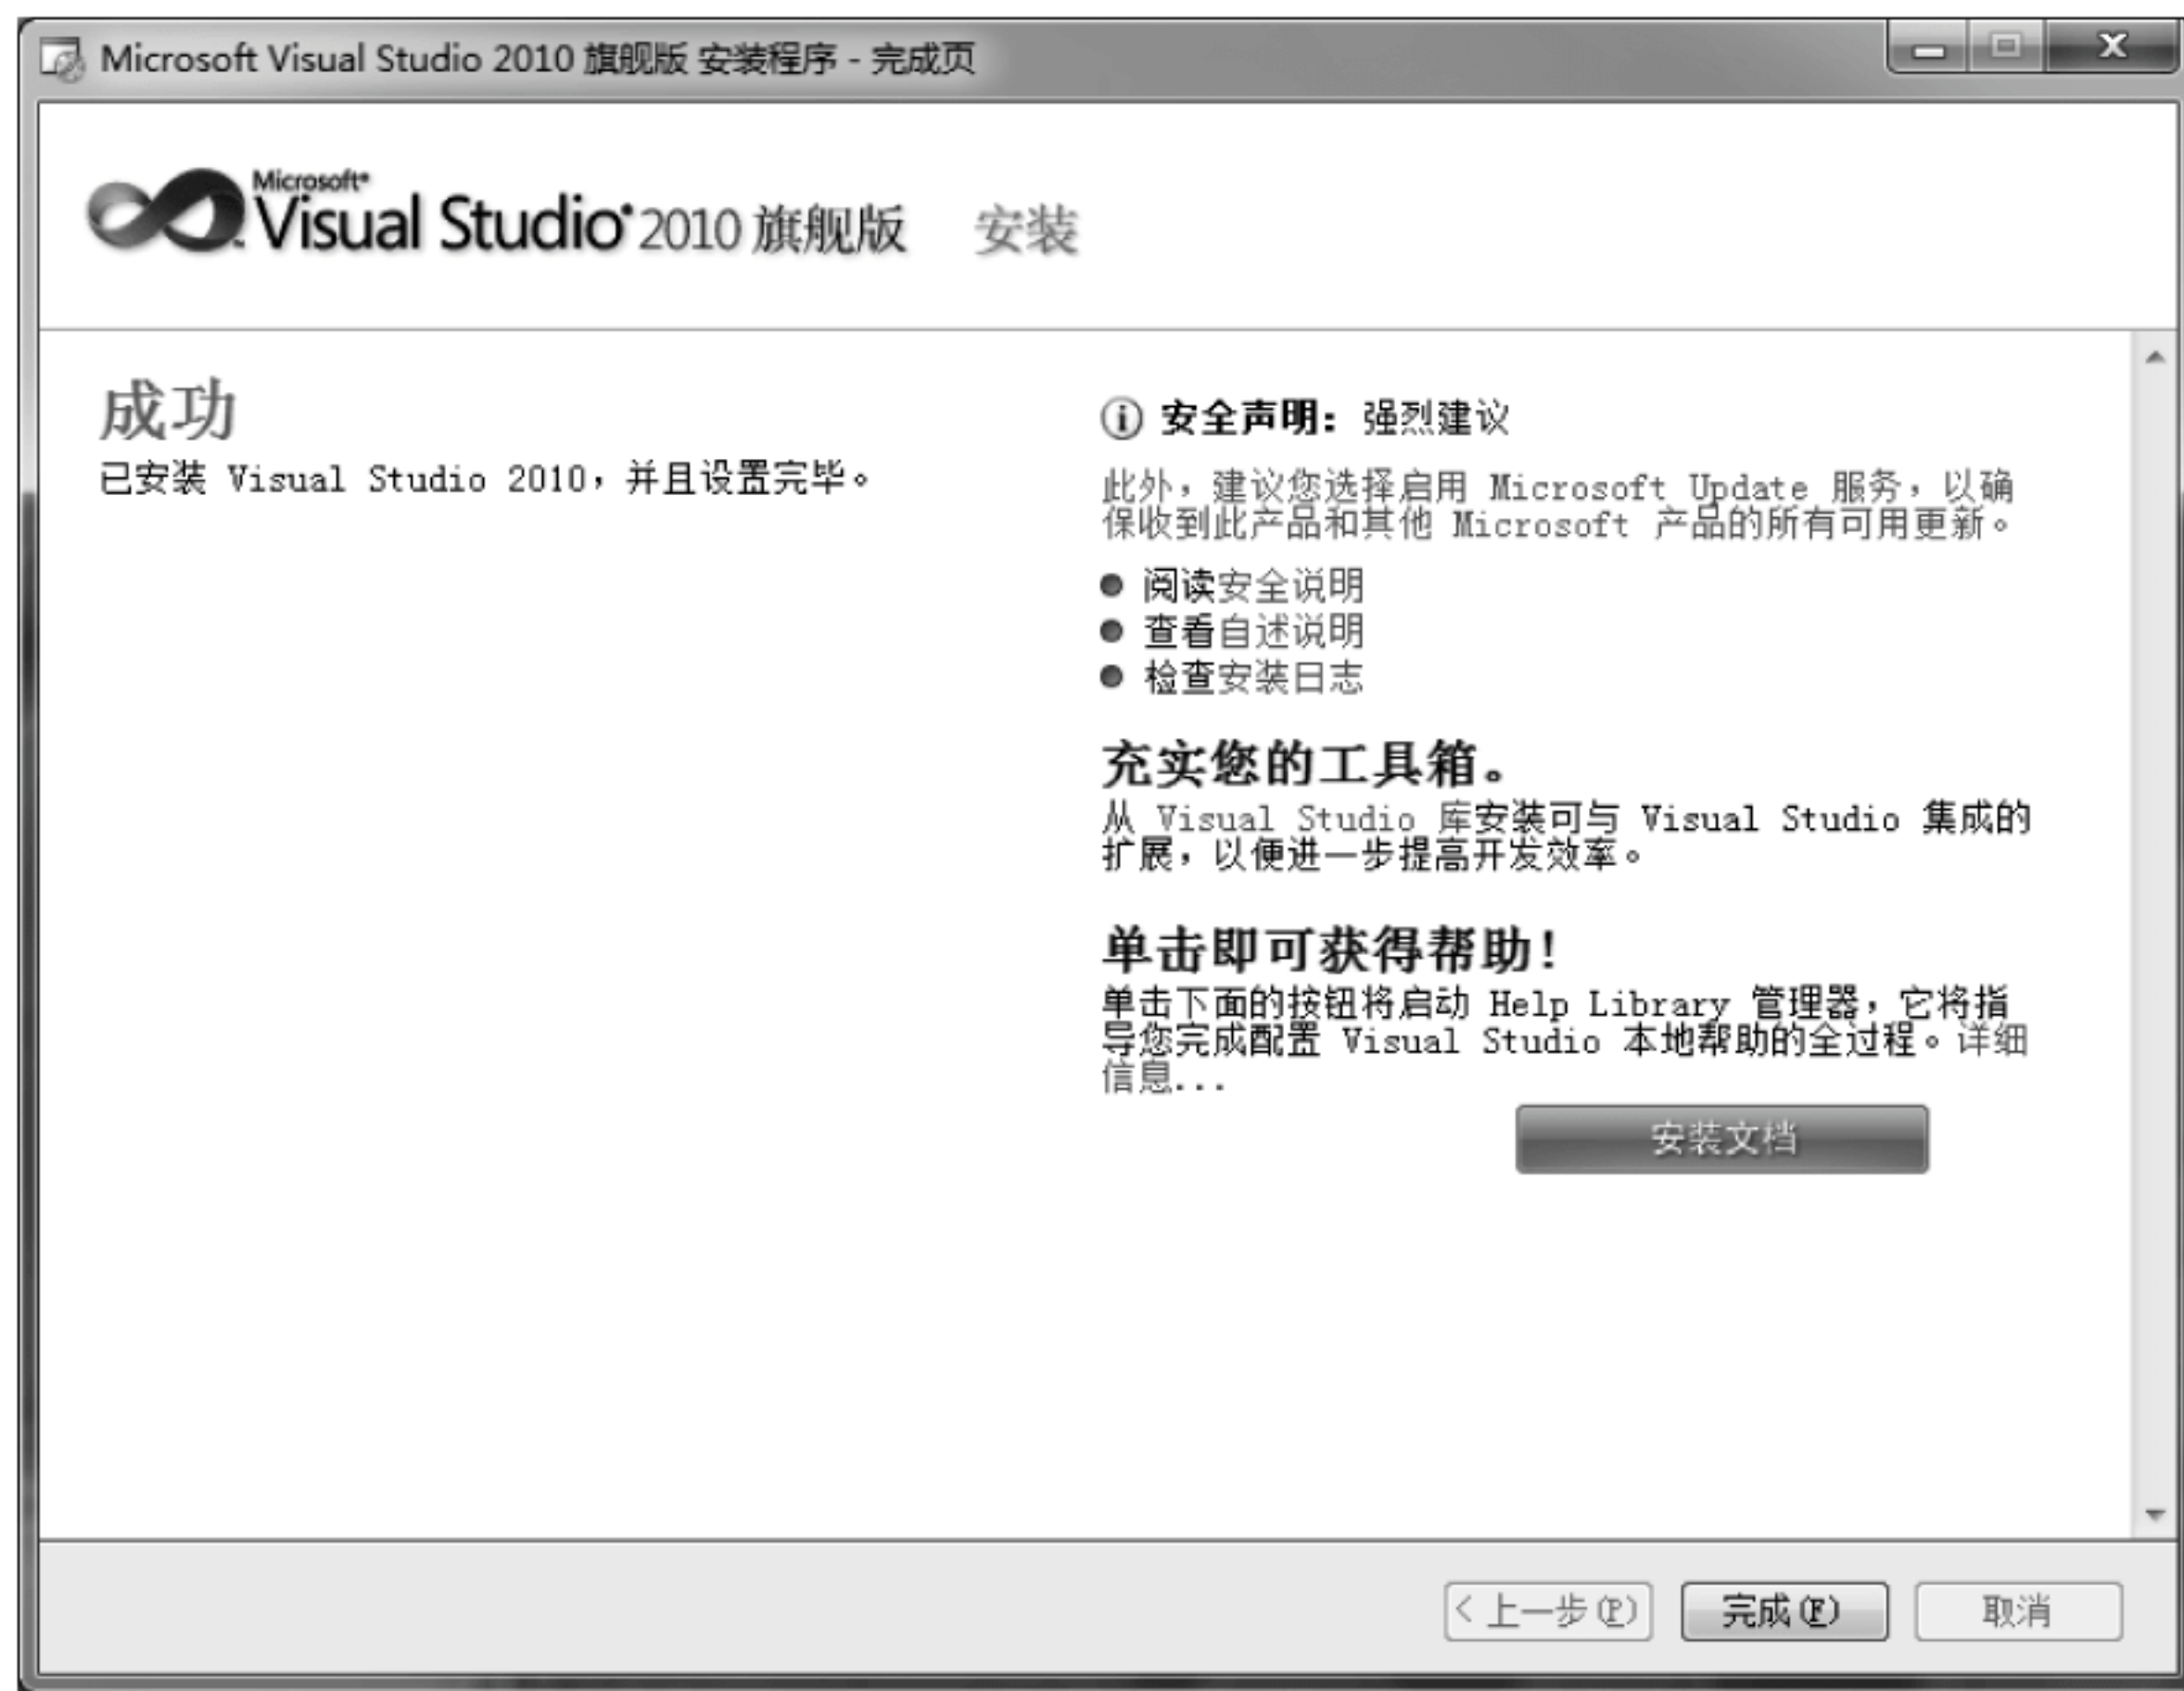 Microsoft Visual Studio 2010 旗舰版 安装程序 - 完成页
Microsoft®
Visual Studio® 2010 旗舰版 安装
成功
已安装 Visual Studio 2010，并且设置完毕。
安全声明：强烈建议
此外，建议您选择启用 Microsoft Update 服务，以确
保收到此产品和其他 Microsoft 产品的所有可用更新。
阅读安全说明
查看自述说明
检查安装日志
充实您的工具箱。
从 Visual Studio 库安装可与 Visual Studio 集成的
扩展，以便进一步提高开发效率。
单击即可获得帮助！
单击下面的按钮将启动 Help Library 管理器，它将指
导您完成配置 Visual Studio 本地帮助的全过程。详细
信息...
安装文档
< 上一步(P)
完成(F)
取消